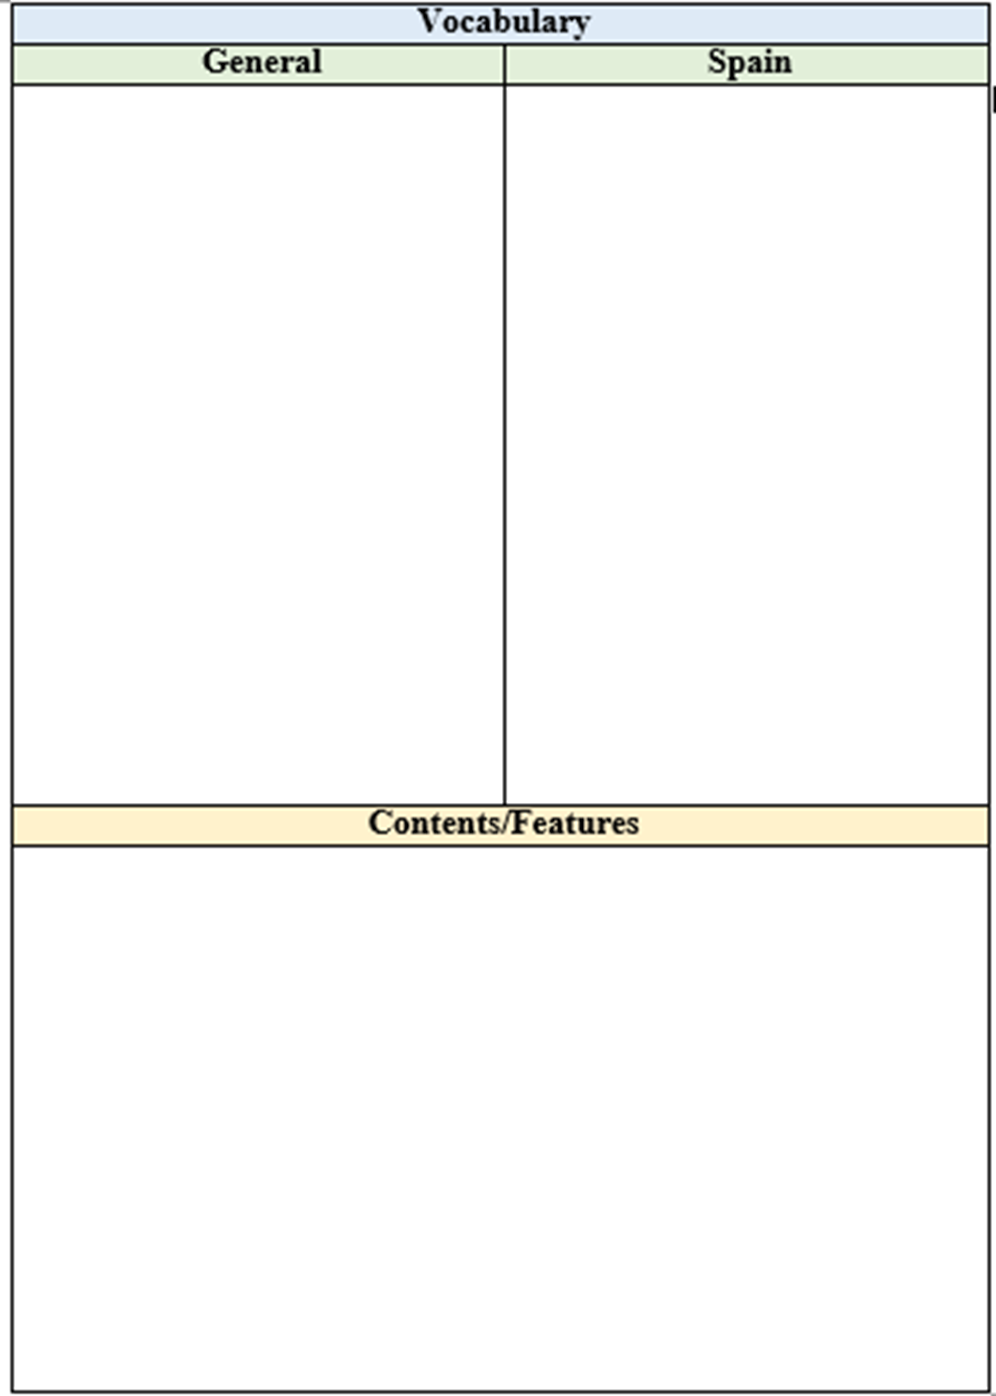 Vocabulary
General
Spain
Contents/Features